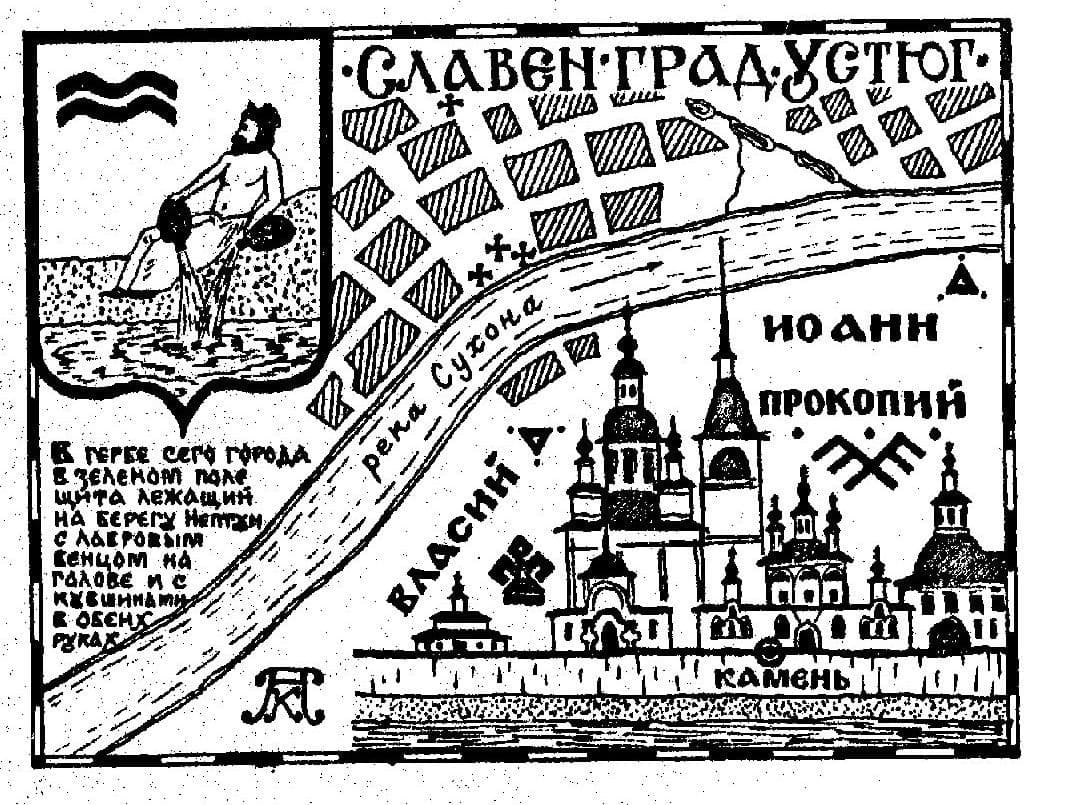 ·СЛАВЕН·ГРАД·УСТЮГ·
река Сухона
В ГЕРБЕ СЕГО ГОРОДА
В ЗЕЛЕНОМ ПОЛЕ
ЩИТА ЛЕЖАЩИЙ
НА БЕРЕГУ НЕПТУН
С ЛАВРОВЫМ
ВЕНЦОМ НА
ГОЛОВЕ И С
КУВШИНАМИ
В ОБЕИХ
РУКАХ
ВЛАСИЙ ·А·
·А·
ИОАНН
ПРОКОПИЙ
КАМЕНЬ